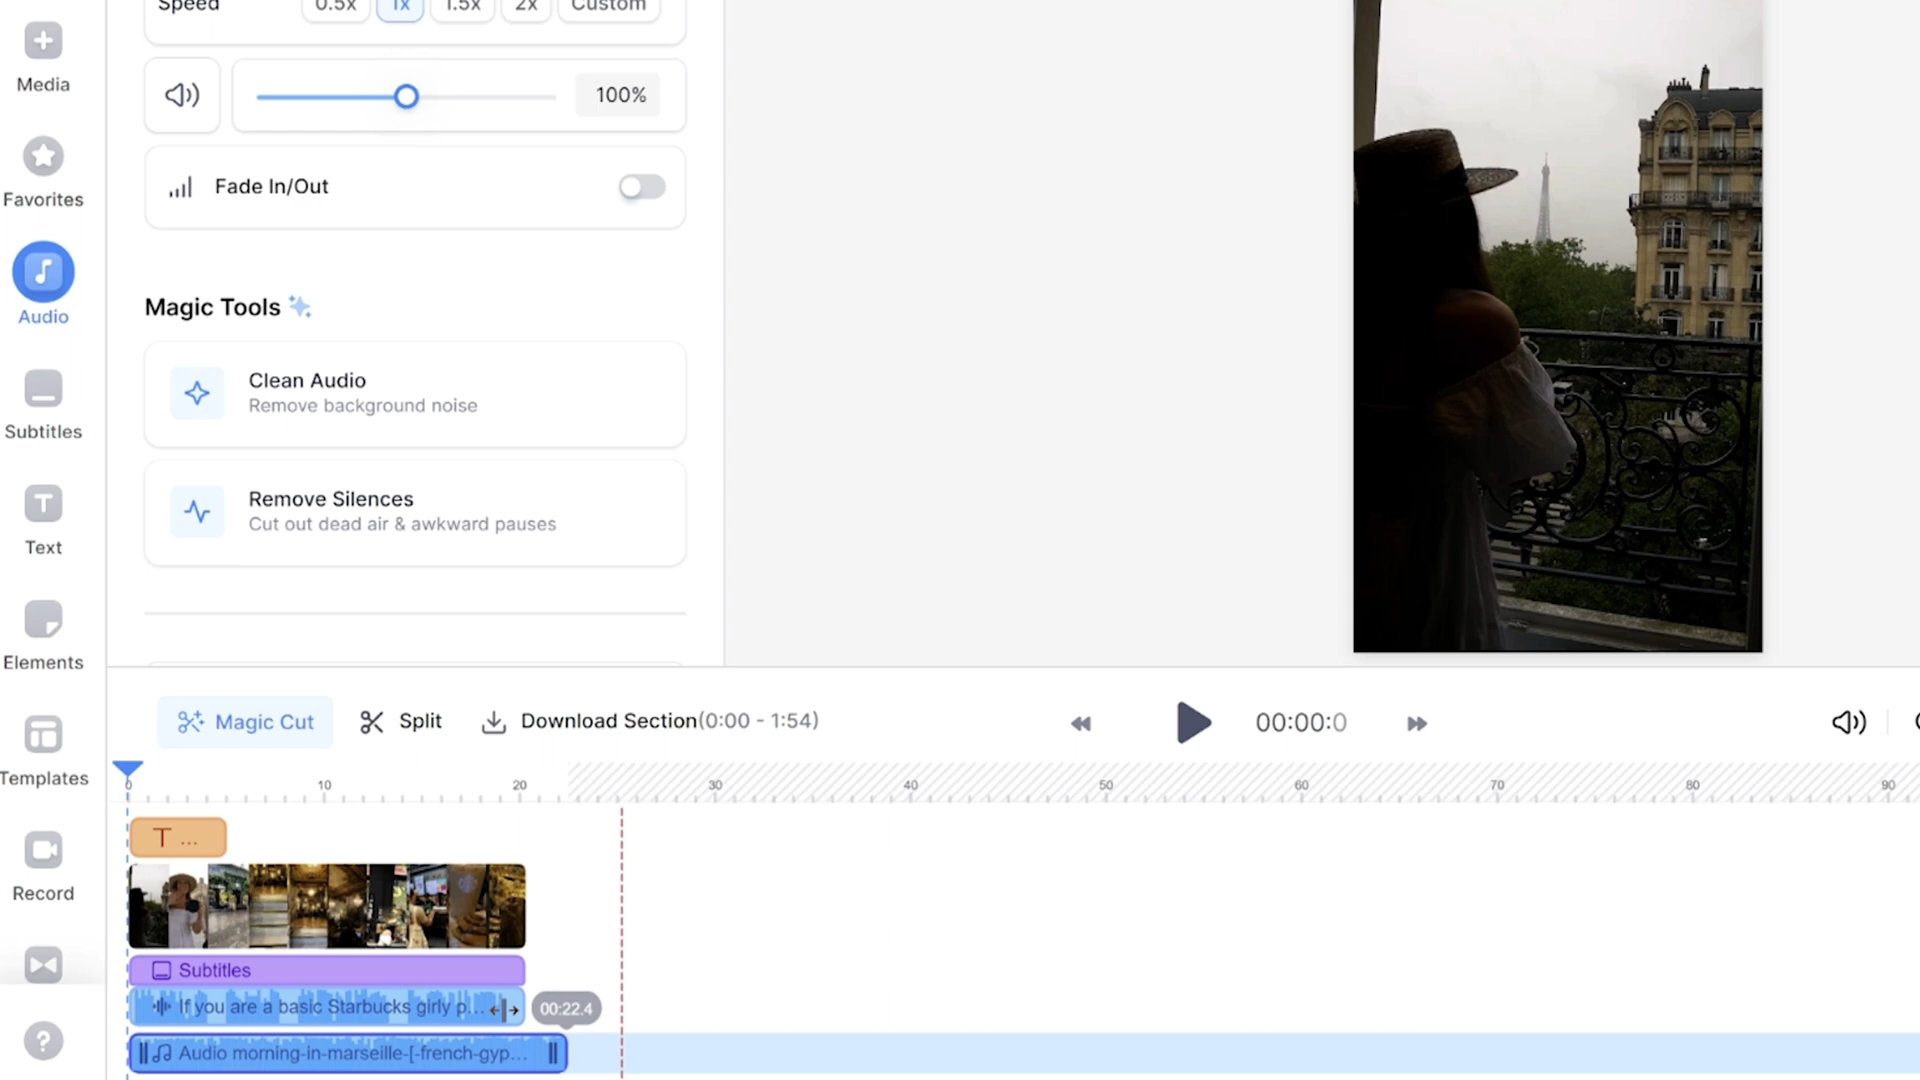 Speed 0.5x 1x 1.5x 2x Custom
Media
100%
Favorites
Fade In/Out
Audio
Magic Tools
Clean Audio
Remove background noise
Subtitles
Remove Silences
Cut out dead air & awkward pauses
Text
Elements
Magic Cut Split Download Section(0:00 - 1:54) 00:00:0
Templates
0 10 20 30 40 50 60 70 80 90
T ...
Record
Subtitles
If you are a basic Starbucks girly p... 00:22.4
Audio morning-in-marseille-[-french-gyp...
?